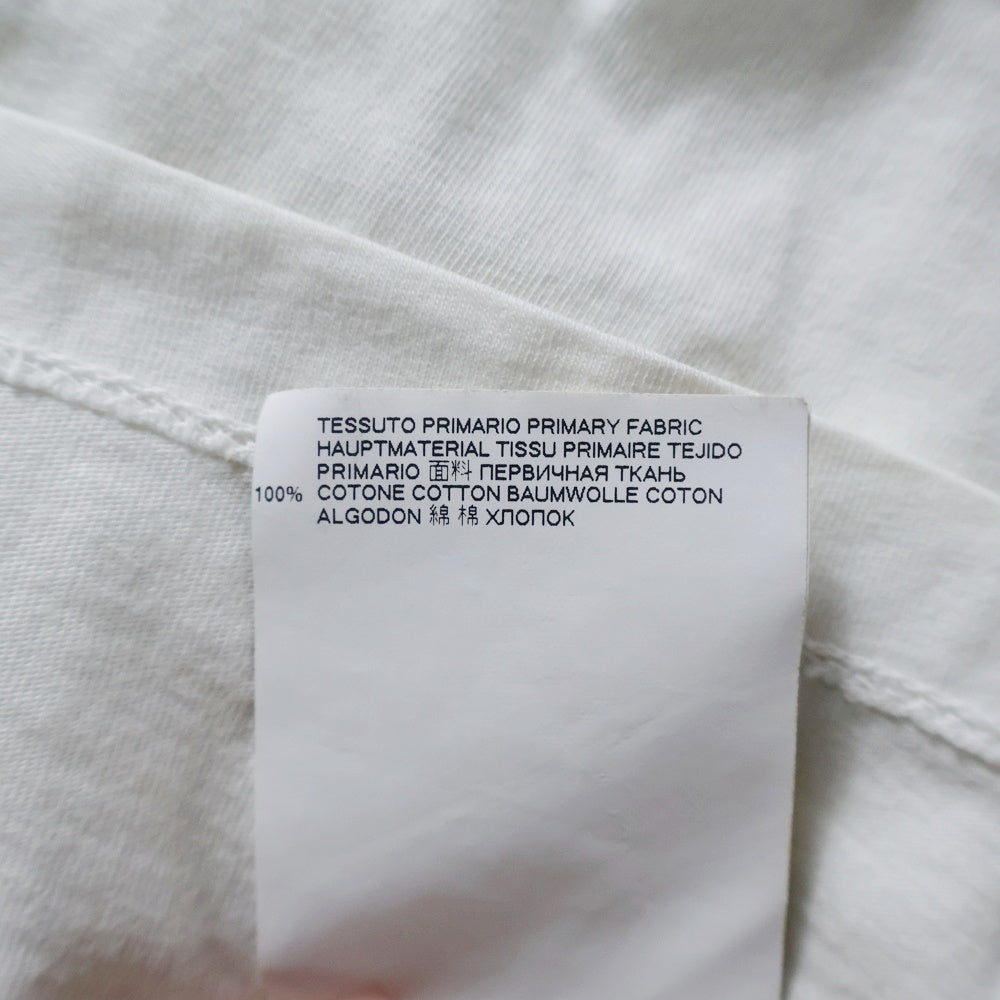 TESSUTO PRIMARIO PRIMARY FABRIC
HAUPTMATERIAL TISSU PRIMAIRE TEJIDO
PRIMARIO 面料 ПЕРВИЧНАЯ ТКАНЬ
100% COTONE COTTON BAUMWOLLE COTON
ALGODON 綿 棉 ХЛОПОК